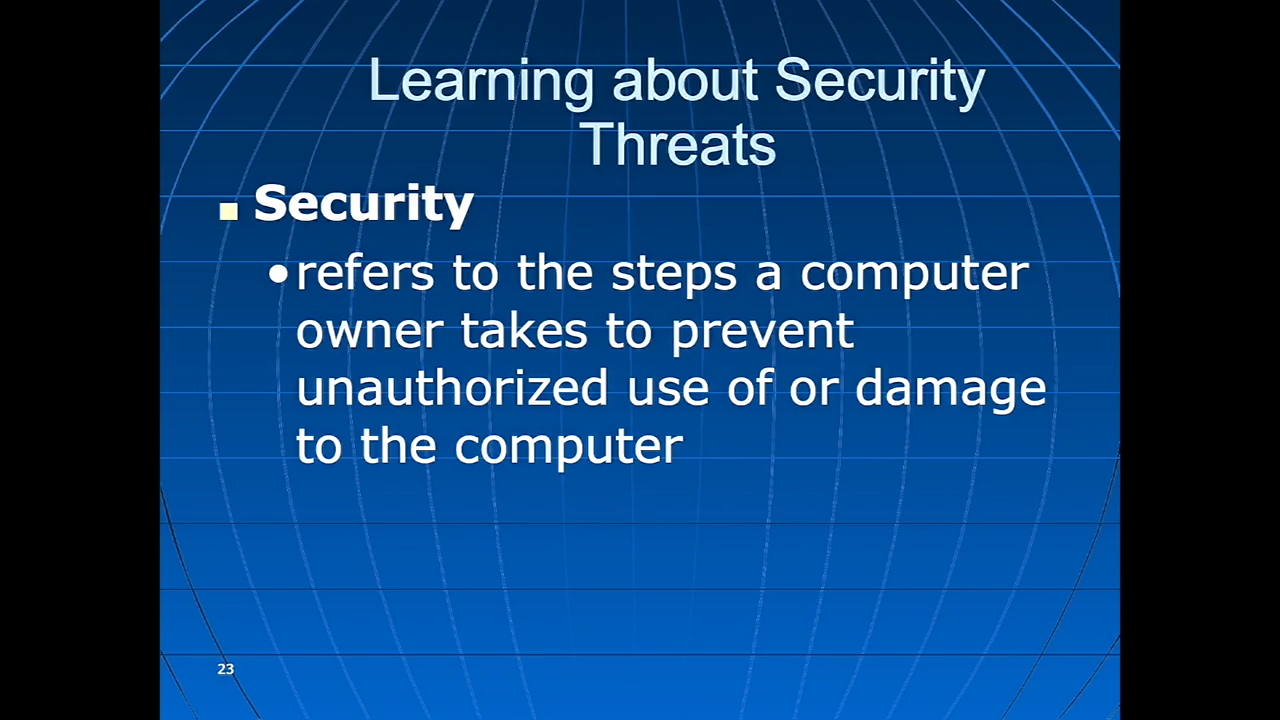 Learning about Security
Threats
Security
•refers to the steps a computer
owner takes to prevent
unauthorized use of or damage
to the computer
23